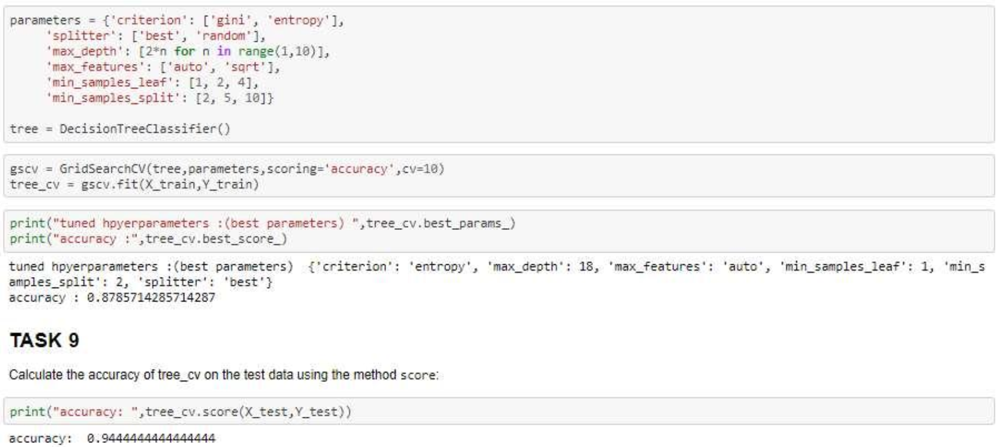 parameters = {'criterion': ['gini', 'entropy'],
     'splitter': ['best', 'random'],
     'max_depth': [2*n for n in range(1,10)],
     'max_features': ['auto', 'sqrt'],
     'min_samples_leaf': [1, 2, 4],
     'min_samples_split': [2, 5, 10]}
tree = DecisionTreeClassifier()
gscv = GridSearchCV(tree,parameters,scoring='accuracy',cv=10)
tree_cv = gscv.fit(X_train,Y_train)
print("tuned hpyerparameters :(best parameters) ",tree_cv.best_params_)
print("accuracy :",tree_cv.best_score_)
tuned hpyerparameters :(best parameters)  {'criterion': 'entropy', 'max_depth': 18, 'max_features': 'auto', 'min_samples_leaf': 1, 'min_s
amples_split': 2, 'splitter': 'best'}
accuracy : 0.8785714285714287
TASK 9
Calculate the accuracy of tree_cv on the test data using the method score:
print("accuracy: ",tree_cv.score(X_test,Y_test))
accuracy:  0.9444444444444444